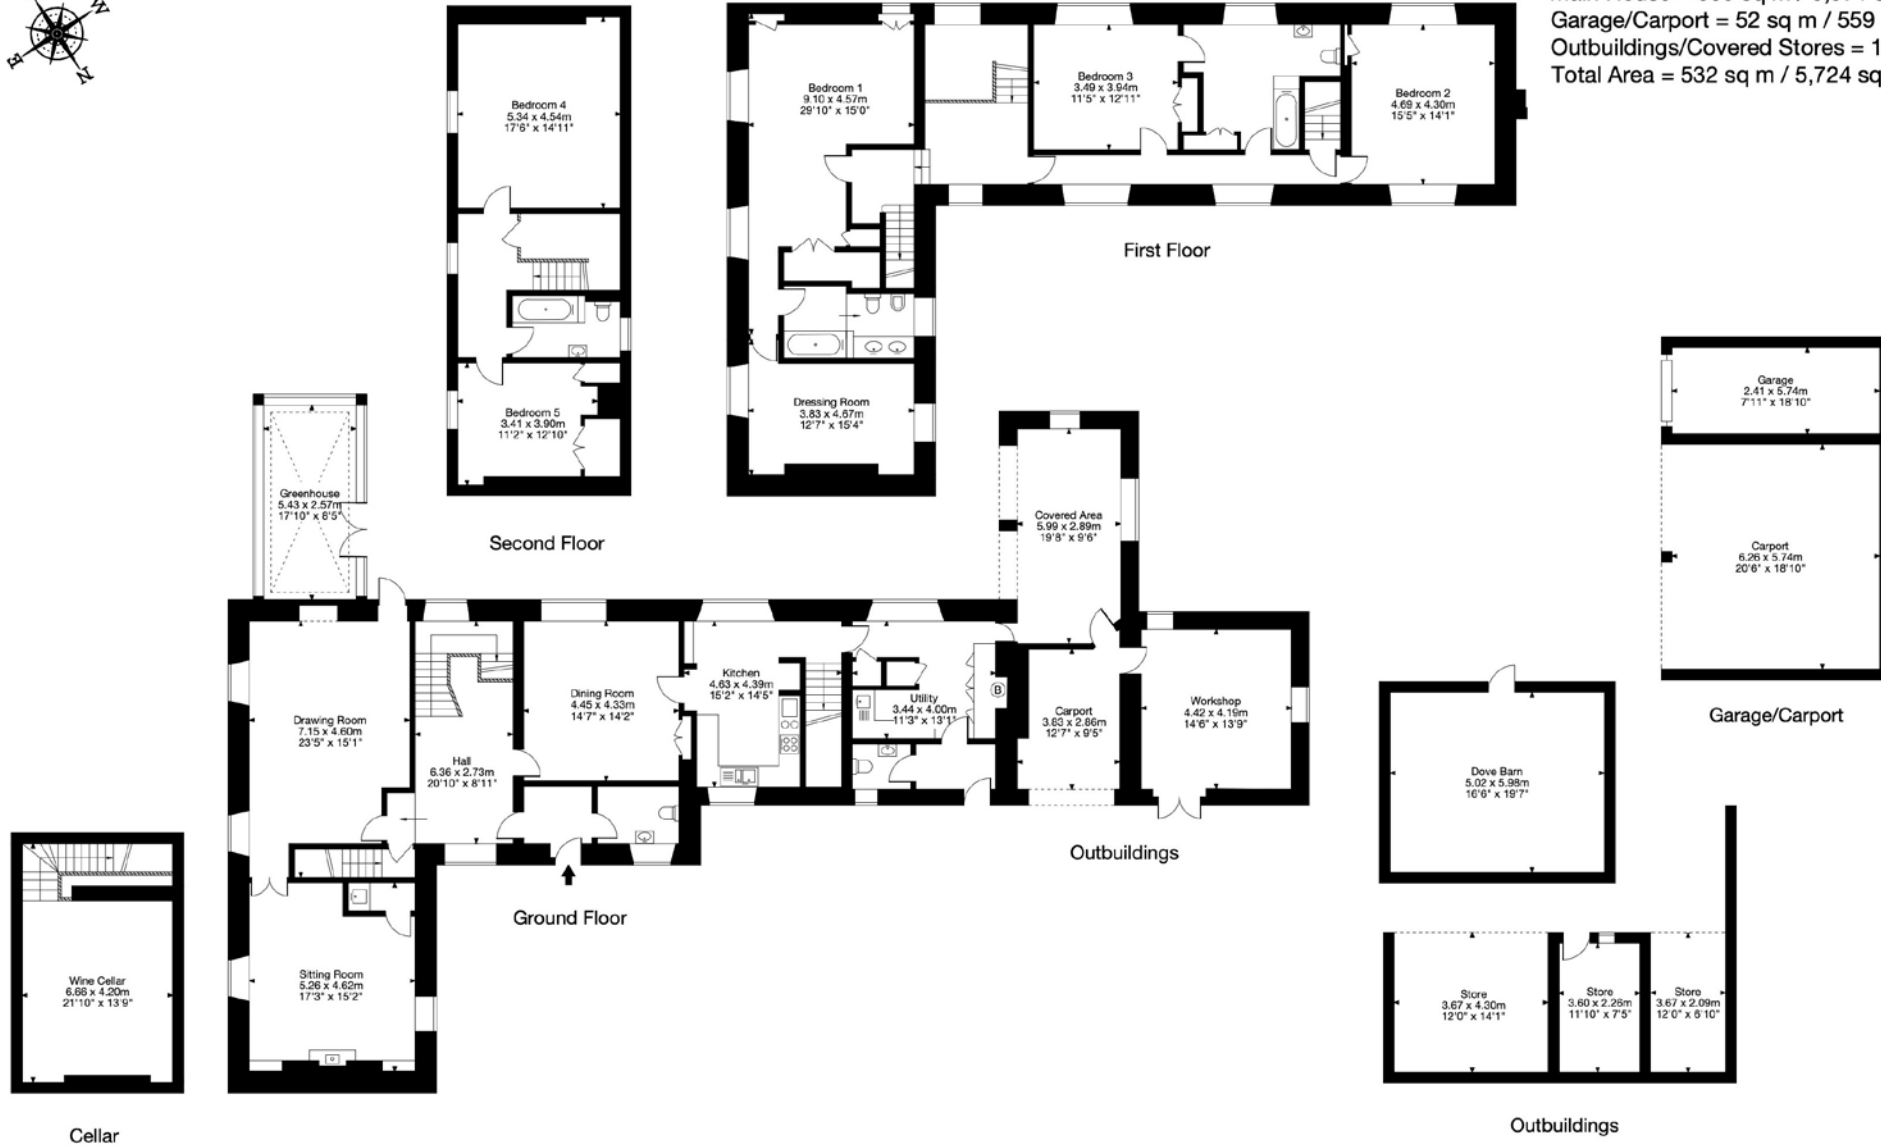 W
E
N
Garage/Carport = 52 sq m / 559
Outbuildings/Covered Stores = 1
Total Area = 532 sq m / 5,724 sq
Bedroom 4
5.34 x 4.54m
17'6" x 14'11"
Bedroom 5
3.41 x 3.90m
11'2" x 12'10"
Second Floor
Bedroom 1
9.10 x 4.57m
29'10" x 15'0"
Bedroom 3
3.49 x 3.94m
11'5" x 12'11"
Bedroom 2
4.69 x 4.30m
15'5" x 14'1"
Dressing Room
3.83 x 4.67m
12'7" x 15'4"
First Floor
Greenhouse
5.43 x 2.57m
17'10" x 8'5"
Drawing Room
7.15 x 4.60m
23'5" x 15'1"
Hall
6.36 x 2.73m
20'10" x 8'11"
Dining Room
4.45 x 4.33m
14'7" x 14'2"
Kitchen
4.63 x 4.39m
15'2" x 14'5"
Utility
3.44 x 4.00m
11'3" x 13'1"
B
Sitting Room
5.26 x 4.62m
17'3" x 15'2"
Ground Floor
Covered Area
5.99 x 2.89m
19'8" x 9'6"
Carport
3.83 x 2.86m
12'7" x 9'5"
Workshop
4.42 x 4.19m
14'6" x 13'9"
Outbuildings
Garage
2.41 x 5.74m
7'11" x 18'10"
Carport
6.26 x 5.74m
20'6" x 18'10"
Garage/Carport
Dove Barn
5.02 x 5.98m
16'6" x 19'7"
Store
3.67 x 4.30m
12'0" x 14'1"
Store
3.60 x 2.26m
11'10" x 7'5"
Store
3.67 x 2.09m
12'0" x 6'10"
Outbuildings
Wine Cellar
6.66 x 4.20m
21'10" x 13'9"
Cellar